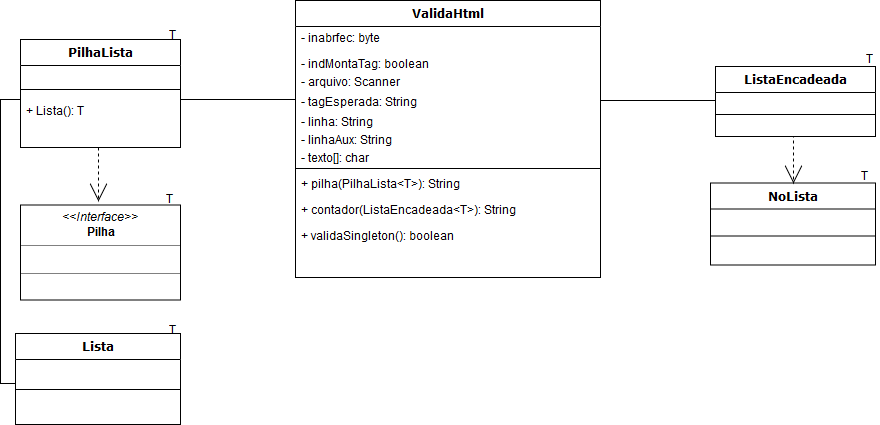 T
PilhaLista
+ Lista(): T
T
<<Interface>>
Pilha
T
Lista
ValidaHtml
- inabrfec: byte
- indMontaTag: boolean
- arquivo: Scanner
- tagEsperada: String
- linha: String
- linhaAux: String
- texto[]: char
+ pilha(PilhaLista<T>): String
+ contador(ListaEncadeada<T>): String
+ validaSingleton(): boolean
T
ListaEncadeada
T
NoLista